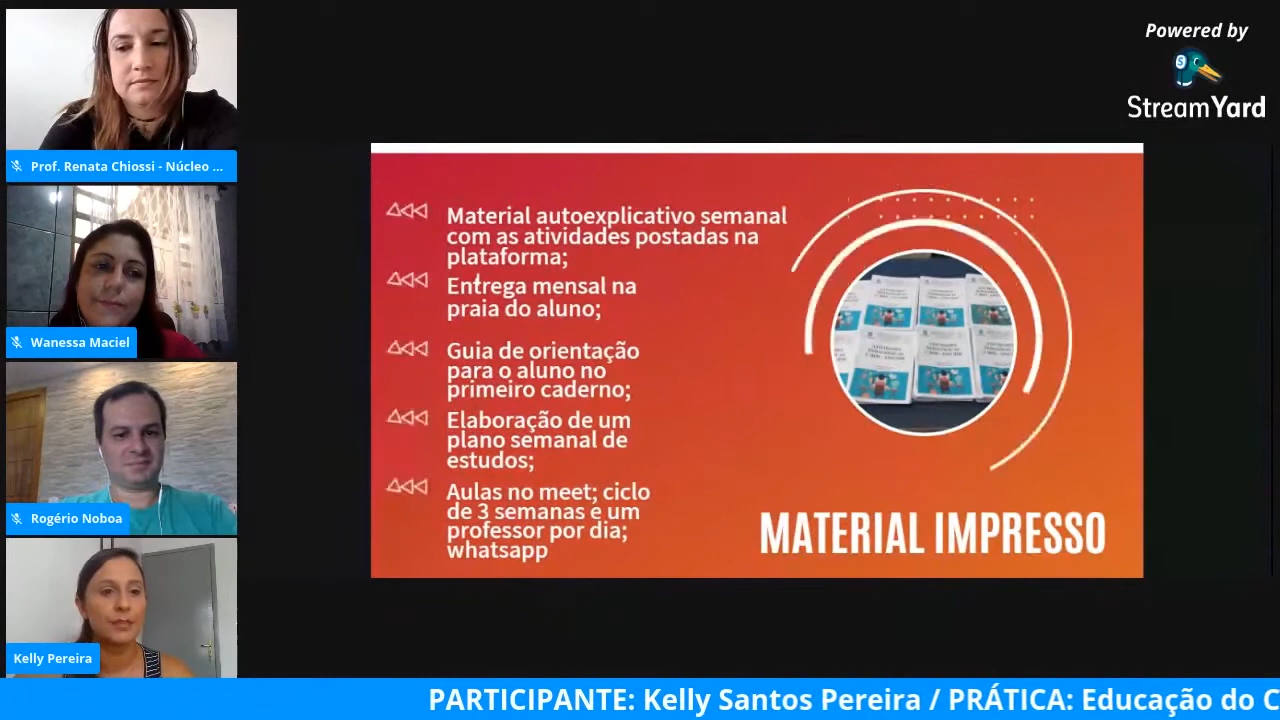 Powered by
StreamYard
Prof. Renata Chiossi - Núcleo ...
Wanessa Maciel
Rogério Noboa
Kelly Pereira
Material autoexplicativo semanal
com as atividades postadas na
plataforma;
Entrega mensal na
praia do aluno;
Guia de orientação
para o aluno no
primeiro caderno;
Elaboração de um
plano semanal de
estudos;
Aulas no meet; ciclo
de 3 semanas e um
professor por dia;
whatsapp
MATERIAL IMPRESSO
PARTICIPANTE: Kelly Santos Pereira / PRÁTICA: Educação do C